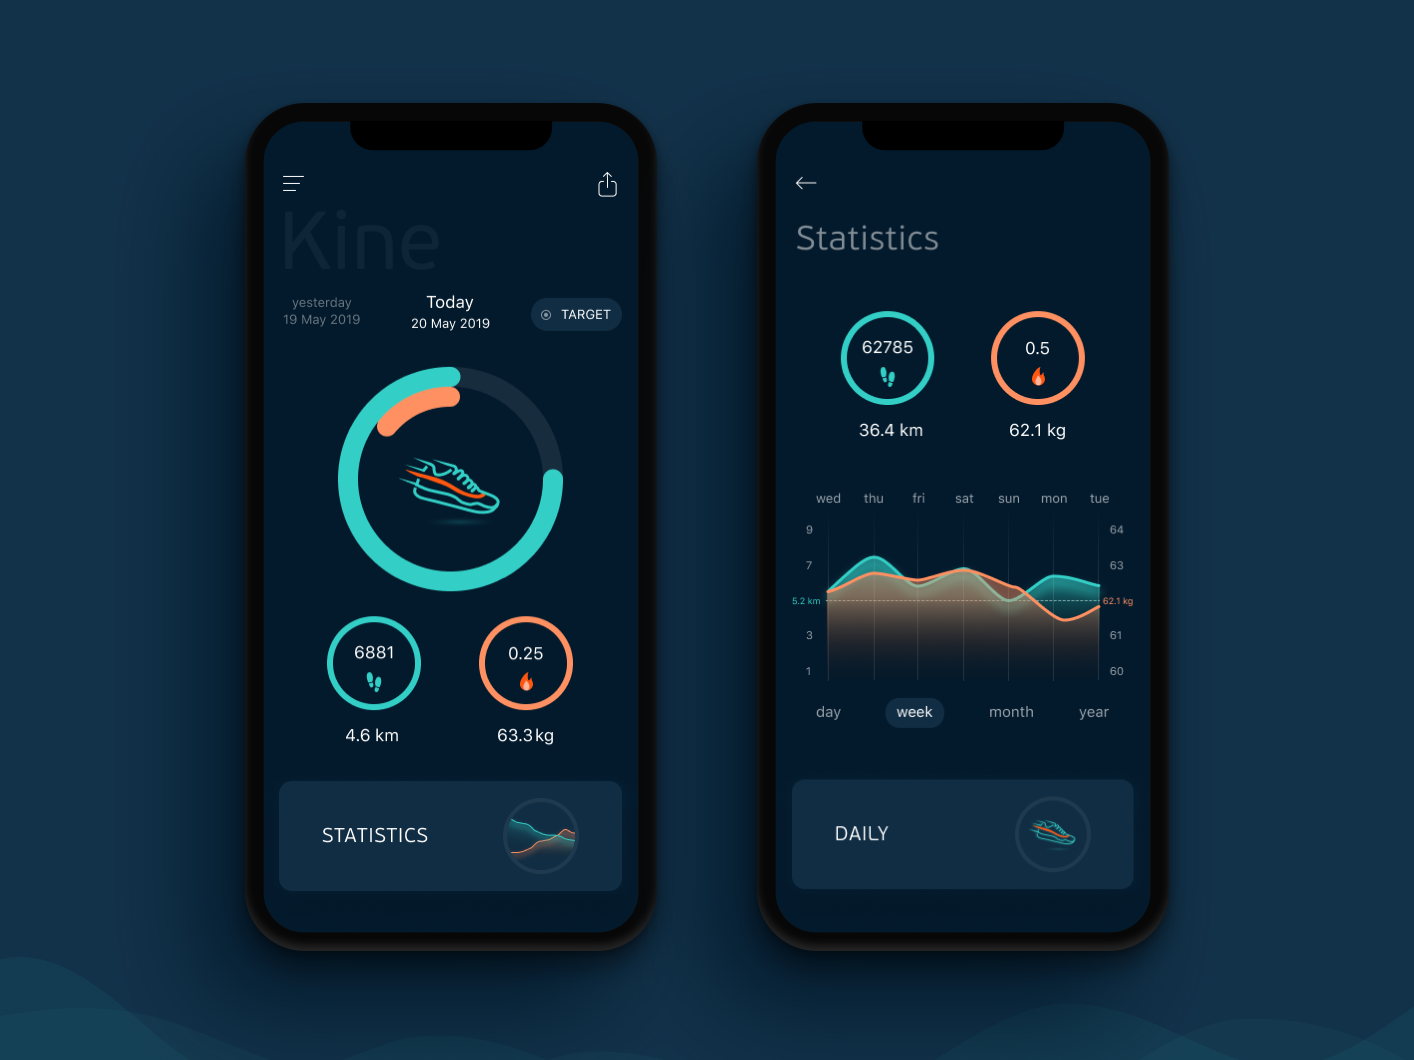 Kine
yesterday
19 May 2019
Today
20 May 2019
TARGET
6881
0.25
4.6 km
63.3 kg
STATISTICS
Statistics
62785
0.5
36.4 km
62.1 kg
wed thu fri sat sun mon tue
9 64
7 63
5.2 km 62.1 kg
3 61
1 60
day week month year
DAILY